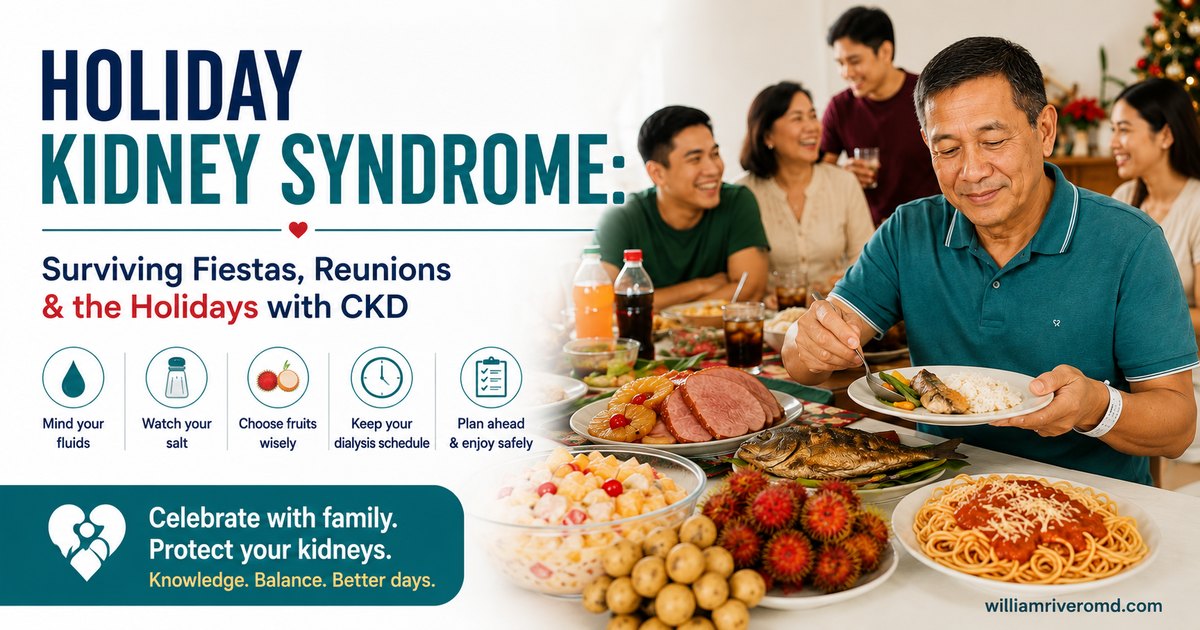 HOLIDAY
KIDNEY SYNDROME:
Surviving Fiestas, Reunions
& the Holidays with CKD
Mind your
fluids
Watch your
salt
Choose fruits
wisely
Keep your
dialysis schedule
Plan ahead
& enjoy safely
Celebrate with family.
Protect your kidneys.
Knowledge. Balance. Better days.
williamriveromd.com